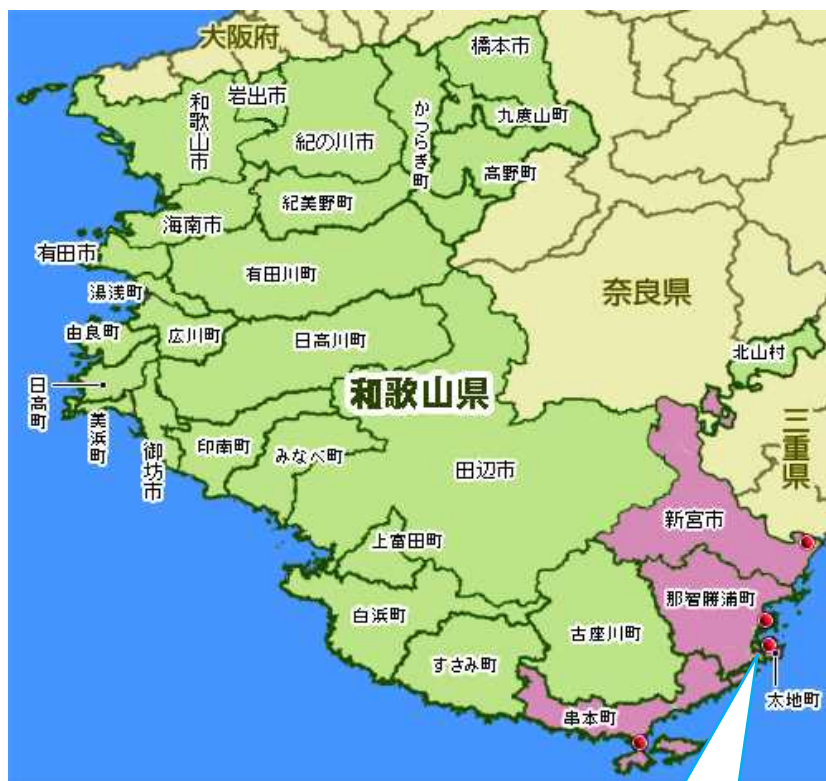 大阪府
橋本市
岩出市
和歌山市
かつらぎ町
九度山町
紀の川市
高野町
紀美野町
海南市
有田市
有田川町
湯浅町
奈良県
由良町
広川町
日高川町
北山村
日高町
美浜町
和歌山県
御坊市
印南町
みなべ町
田辺市
三重県
新宮市
上富田町
那智勝浦町
白浜町
古座川町
すさみ町
太地町
串本町